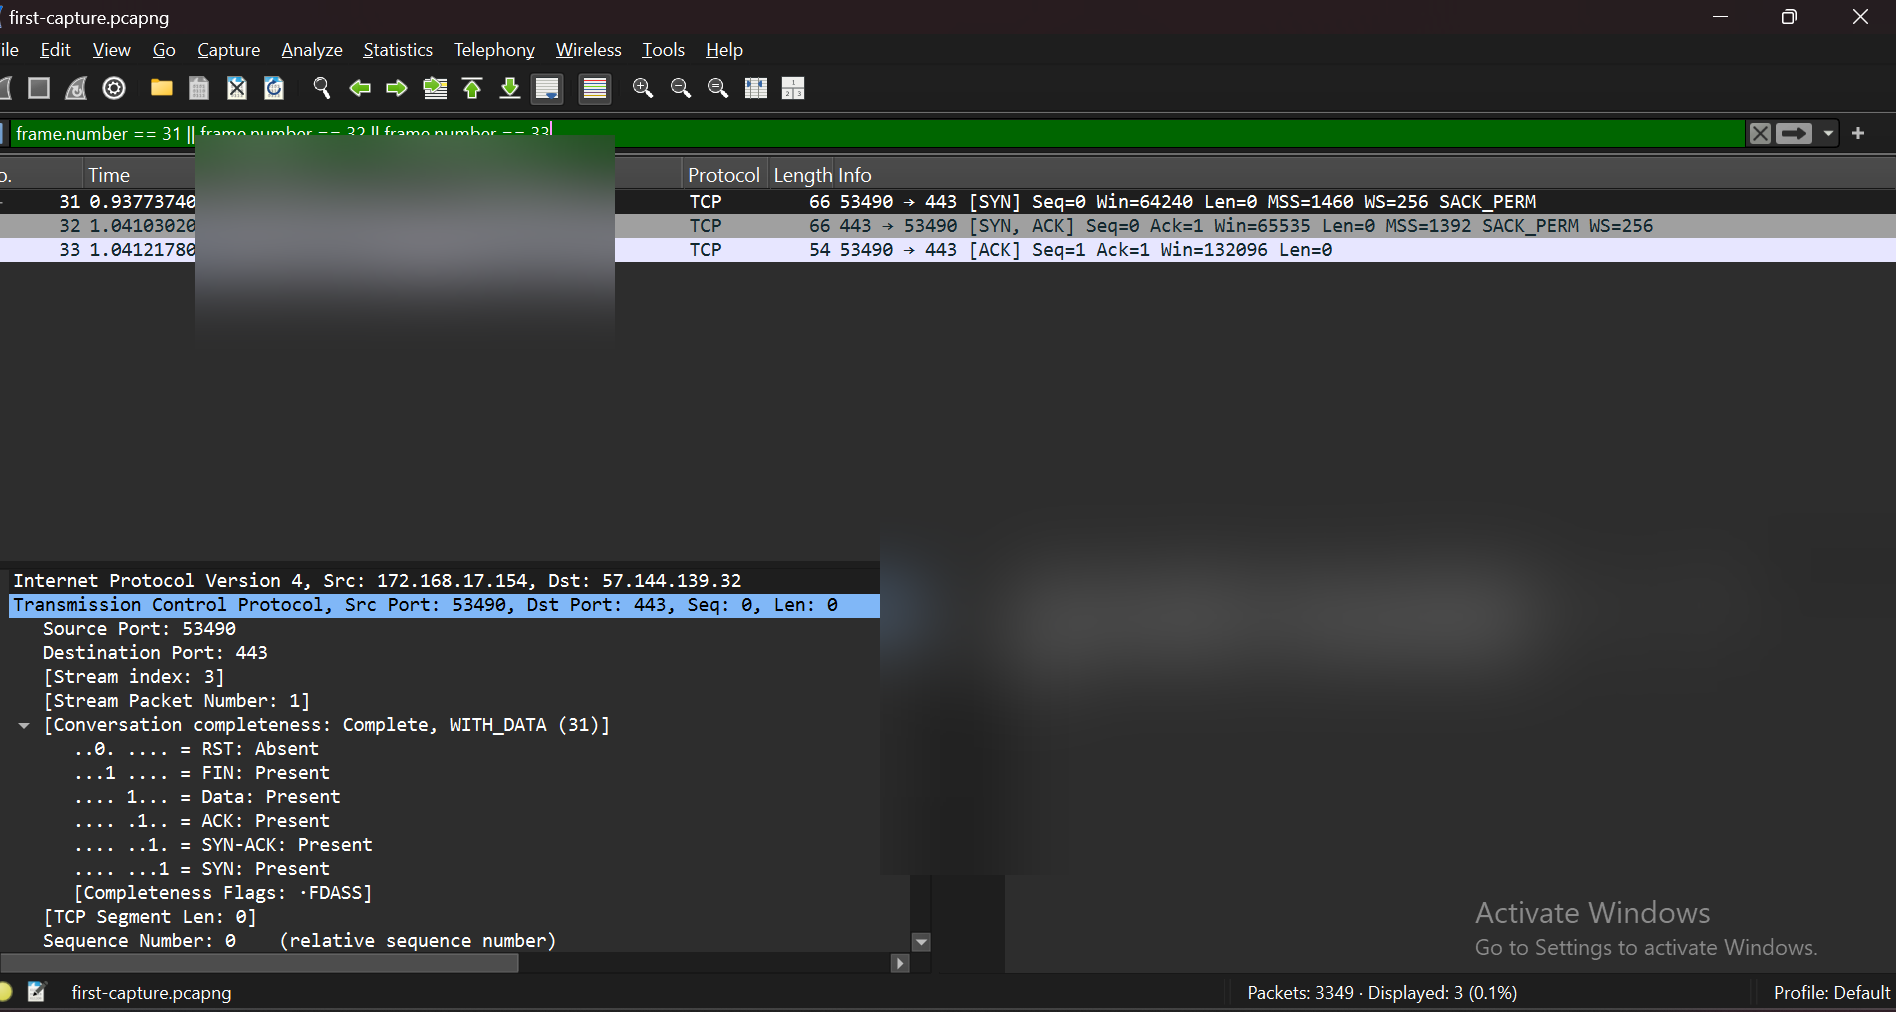 first-capture.pcapng
ile Edit View Go Capture Analyze Statistics Telephony Wireless Tools Help
frame.number == 31 || frame.number == 32 || frame.number == 33
o. Time Protocol Length Info
31 0.93773740 TCP 66 53490 → 443 [SYN] Seq=0 Win=64240 Len=0 MSS=1460 WS=256 SACK_PERM
32 1.04103020 TCP 66 443 → 53490 [SYN, ACK] Seq=0 Ack=1 Win=65535 Len=0 MSS=1392 SACK_PERM WS=256
33 1.04121780 TCP 54 53490 → 443 [ACK] Seq=1 Ack=1 Win=132096 Len=0
Internet Protocol Version 4, Src: 172.168.17.154, Dst: 57.144.139.32
Transmission Control Protocol, Src Port: 53490, Dst Port: 443, Seq: 0, Len: 0
Source Port: 53490
Destination Port: 443
[Stream index: 3]
[Stream Packet Number: 1]
[Conversation completeness: Complete, WITH_DATA (31)]
..0. .... = RST: Absent
...1 .... = FIN: Present
.... 1... = Data: Present
.... .1.. = ACK: Present
.... ..1. = SYN-ACK: Present
.... ...1 = SYN: Present
[Completeness Flags: ·FDASS]
[TCP Segment Len: 0]
Sequence Number: 0 (relative sequence number)
Activate Windows
Go to Settings to activate Windows.
first-capture.pcapng
Packets: 3349 · Displayed: 3 (0.1%)
Profile: Default